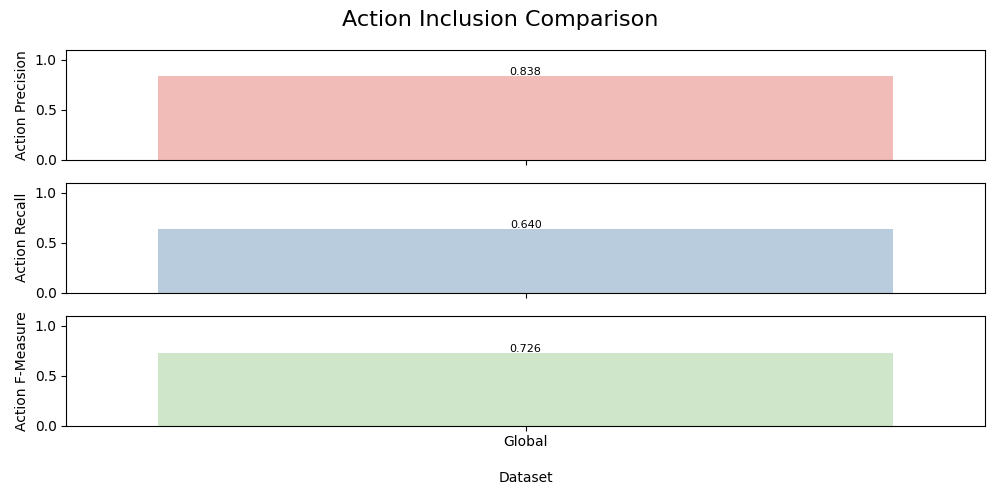 Action Inclusion Comparison
Action Precision
1.0
0.5
0.0
0.838
Action Recall
1.0
0.5
0.0
0.640
Action F-Measure
1.0
0.5
0.0
0.726
Global
Dataset